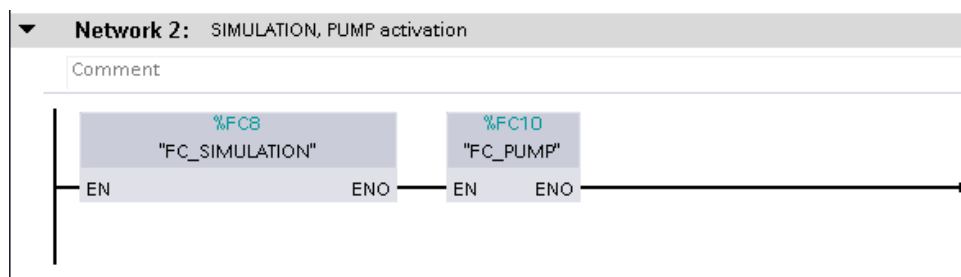 Network 2: SIMULATION, PUMP activation
Comment
%FC8 %FC10
"FC_SIMULATION" "FC_PUMP"
EN ENO EN ENO